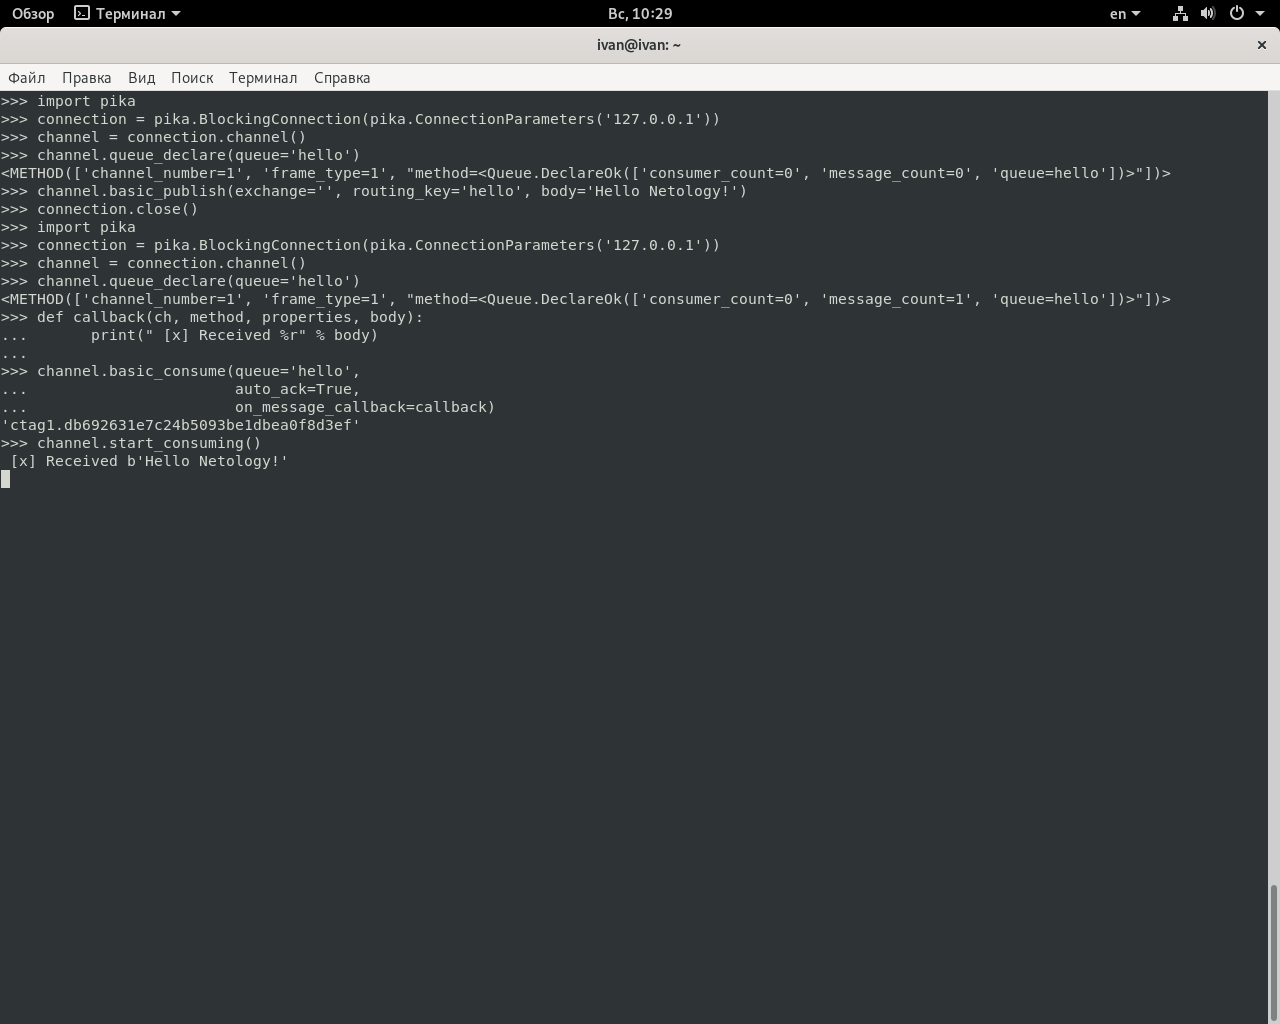 Обзор Терминал Вс, 10:29 en
ivan@ivan: ~
Файл Правка Вид Поиск Терминал Справка
>>> import pika
>>> connection = pika.BlockingConnection(pika.ConnectionParameters('127.0.0.1'))
>>> channel = connection.channel()
>>> channel.queue_declare(queue='hello')
<METHOD(['channel_number=1', 'frame_type=1', "method=<Queue.DeclareOk(['consumer_count=0', 'message_count=0', 'queue=hello'])>"])>
>>> channel.basic_publish(exchange='', routing_key='hello', body='Hello Netology!')
>>> connection.close()
>>> import pika
>>> connection = pika.BlockingConnection(pika.ConnectionParameters('127.0.0.1'))
>>> channel = connection.channel()
>>> channel.queue_declare(queue='hello')
<METHOD(['channel_number=1', 'frame_type=1', "method=<Queue.DeclareOk(['consumer_count=0', 'message_count=1', 'queue=hello'])>"])>
>>> def callback(ch, method, properties, body):
...       print(" [x] Received %r" % body)
...
>>> channel.basic_consume(queue='hello',
...                       auto_ack=True,
...                       on_message_callback=callback)
'ctag1.db692631e7c24b5093be1dbea0f8d3ef'
>>> channel.start_consuming()
 [x] Received b'Hello Netology!'